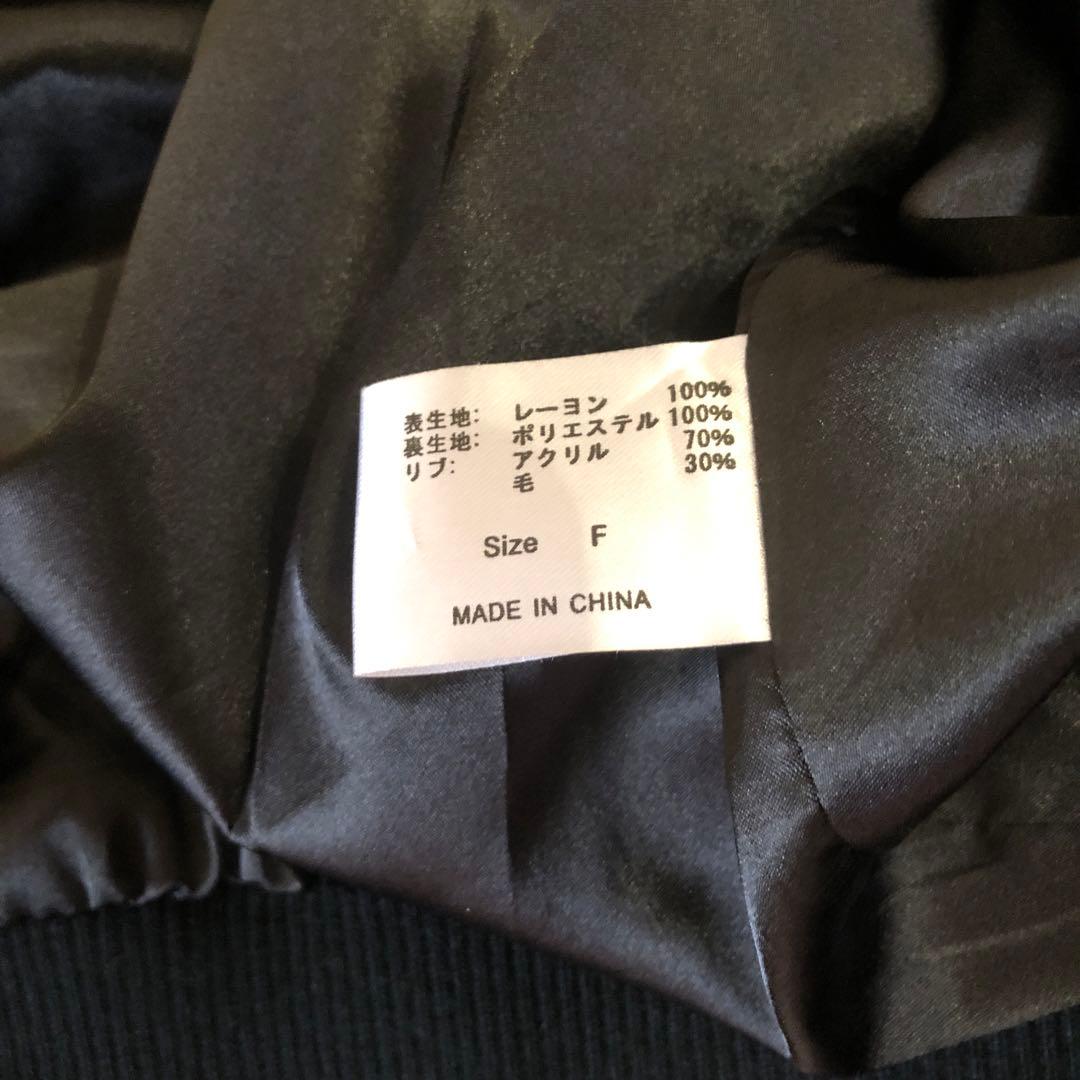 表生地: レーヨン 100%
裏生地: ポリエステル 100%
リブ: アクリル 70%
毛 30%
Size F
MADE IN CHINA